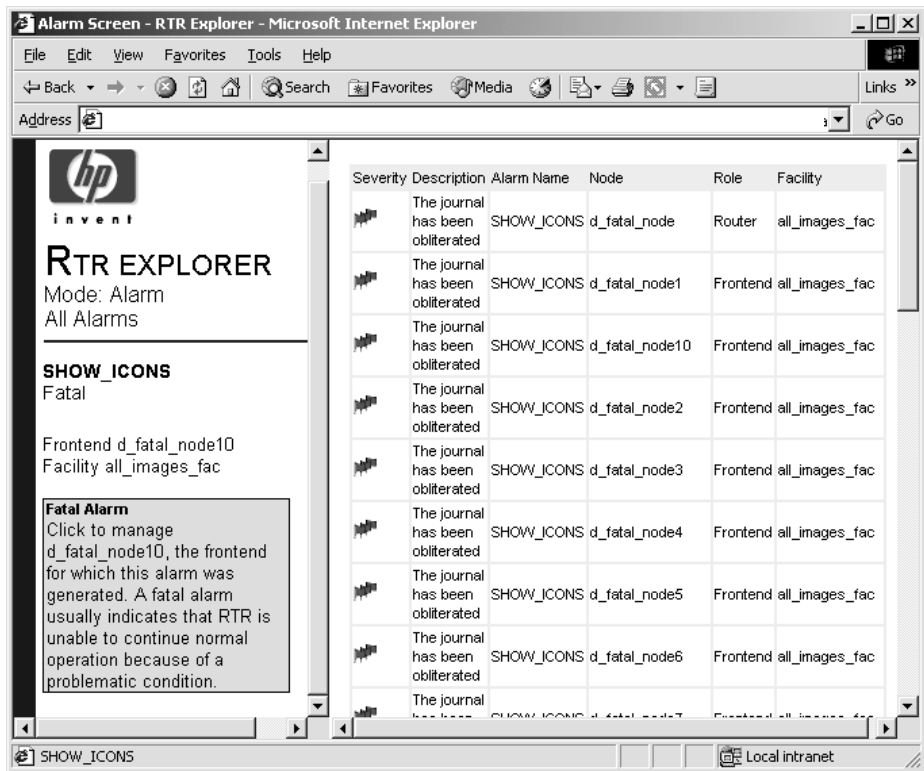 Alarm Screen - RTR Explorer - Microsoft Internet Explorer
File Edit View Favorites Tools Help
Back Search Favorites Media Links »
Address Go
hp
invent
RTR EXPLORER
Mode: Alarm
All Alarms
SHOW_ICONS
Fatal
Frontend d_fatal_node10
Facility all_images_fac
Fatal Alarm
Click to manage
d_fatal_node10, the frontend
for which this alarm was
generated. A fatal alarm
usually indicates that RTR is
unable to continue normal
operation because of a
problematic condition.
Severity Description Alarm Name Node Role Facility
The journal
has been
obliterated
SHOW_ICONS d_fatal_node Router all_images_fac
The journal
has been
obliterated
SHOW_ICONS d_fatal_node1 Frontend all_images_fac
The journal
has been
obliterated
SHOW_ICONS d_fatal_node10 Frontend all_images_fac
The journal
has been
obliterated
SHOW_ICONS d_fatal_node2 Frontend all_images_fac
The journal
has been
obliterated
SHOW_ICONS d_fatal_node3 Frontend all_images_fac
The journal
has been
obliterated
SHOW_ICONS d_fatal_node4 Frontend all_images_fac
The journal
has been
obliterated
SHOW_ICONS d_fatal_node5 Frontend all_images_fac
The journal
has been
obliterated
SHOW_ICONS d_fatal_node6 Frontend all_images_fac
The journal
SHOW_ICONS Local intranet